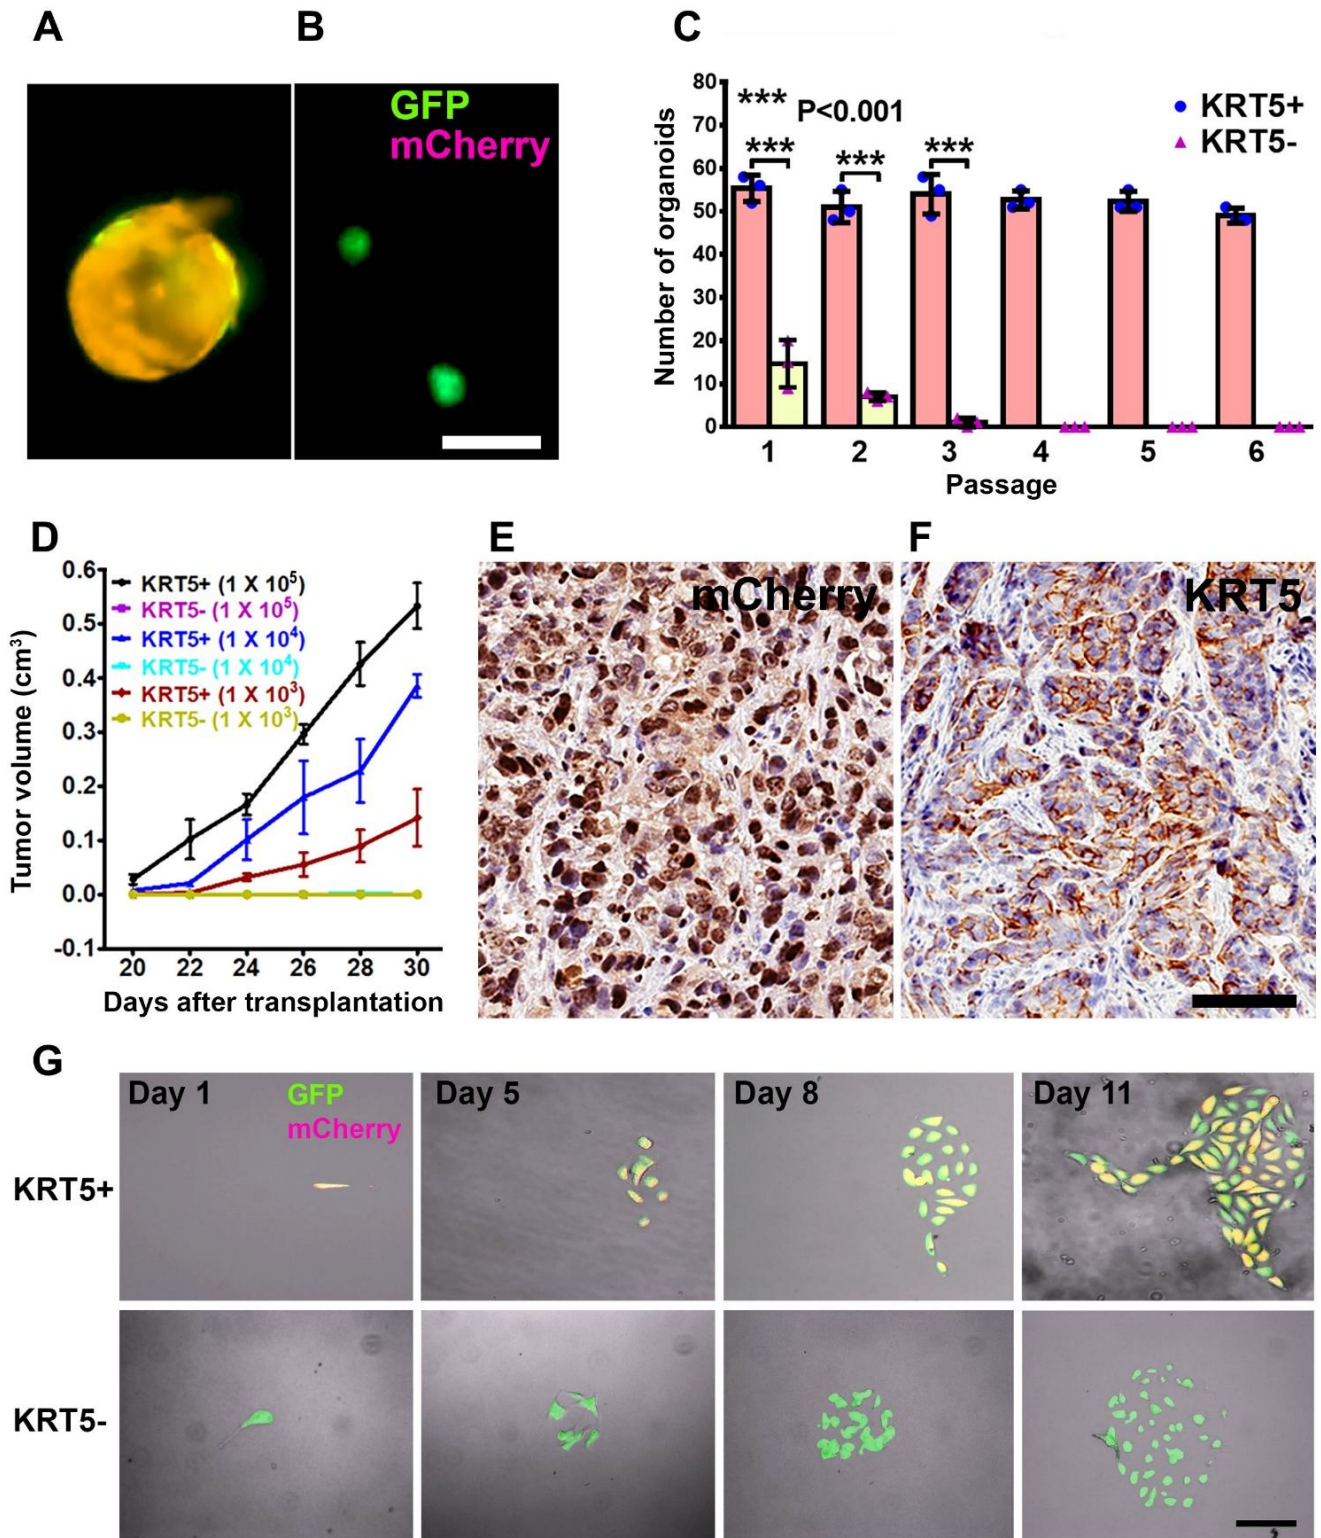 A
B
GFP
mCherry
C
Number of organoids
80
70
60
50
40
30
20
10
0
***
P<0.001
***
***
***
KRT5+
KRT5-
1 2 3 4 5 6
Passage
D
Tumor volume (cm³)
0.6
0.5
0.4
0.3
0.2
0.1
0.0
-0.1
KRT5+ (1 X 10⁵)
KRT5- (1 X 10⁵)
KRT5+ (1 X 10⁴)
KRT5- (1 X 10⁴)
KRT5+ (1 X 10³)
KRT5- (1 X 10³)
20 22 24 26 28 30
Days after transplantation
E
mCherry
F
KRT5
G
Day 1
GFP
mCherry
Day 5
Day 8
Day 11
KRT5+
KRT5-